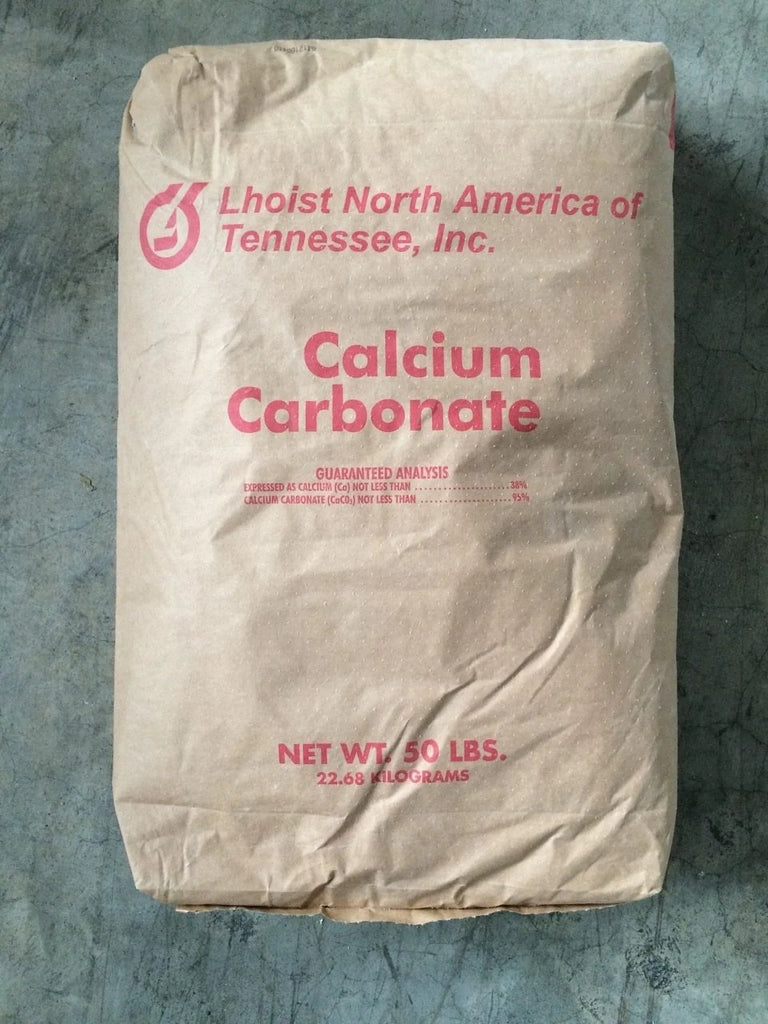 Lhoist North America of
Tennessee, Inc.
Calcium
Carbonate
GUARANTEED ANALYSIS
EXPRESSED AS CALCIUM (Ca) NOT LESS THAN ......................38%
CALCIUM CARBONATE (CaCO₃) NOT LESS THAN .....................95%
NET WT. 50 LBS.
22.68 KILOGRAMS